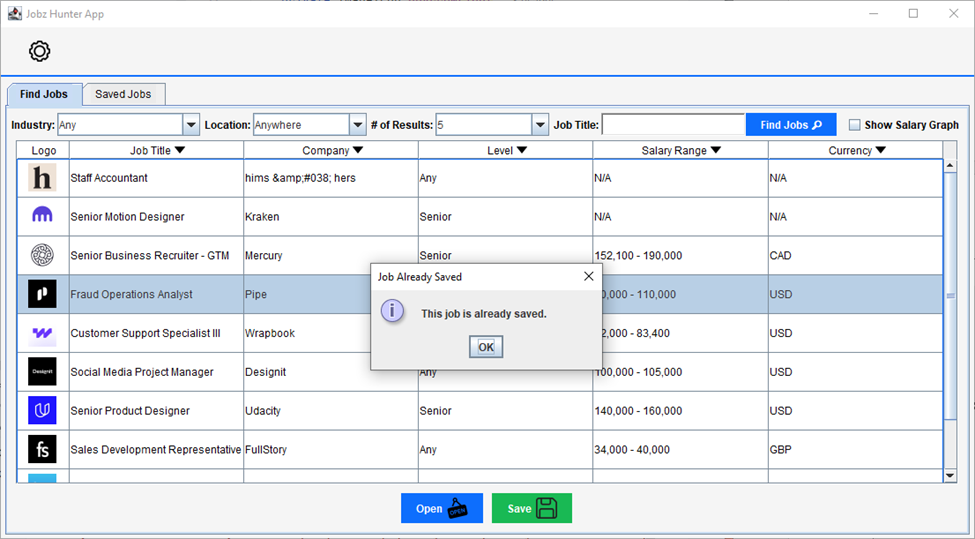 Jobz Hunter App
Find Jobs Saved Jobs
Industry: Any Location: Anywhere # of Results: 5 Job Title: Find Jobs Show Salary Graph
Logo Job Title Company Level Salary Range Currency
h Staff Accountant hims &amp;#038; hers Any N/A N/A
Senior Motion Designer Kraken Senior N/A N/A
Senior Business Recruiter - GTM Mercury Senior 152,100 - 190,000 CAD
Job Already Saved
Fraud Operations Analyst Pipe 0,000 - 110,000 USD
This job is already saved.
Customer Support Specialist III Wrapbook 2,000 - 83,400 USD
OK
Designit Social Media Project Manager Designit Any 100,000 - 105,000 USD
Senior Product Designer Udacity Senior 140,000 - 160,000 USD
fs Sales Development Representative FullStory Any 34,000 - 40,000 GBP
Open OPEN Save